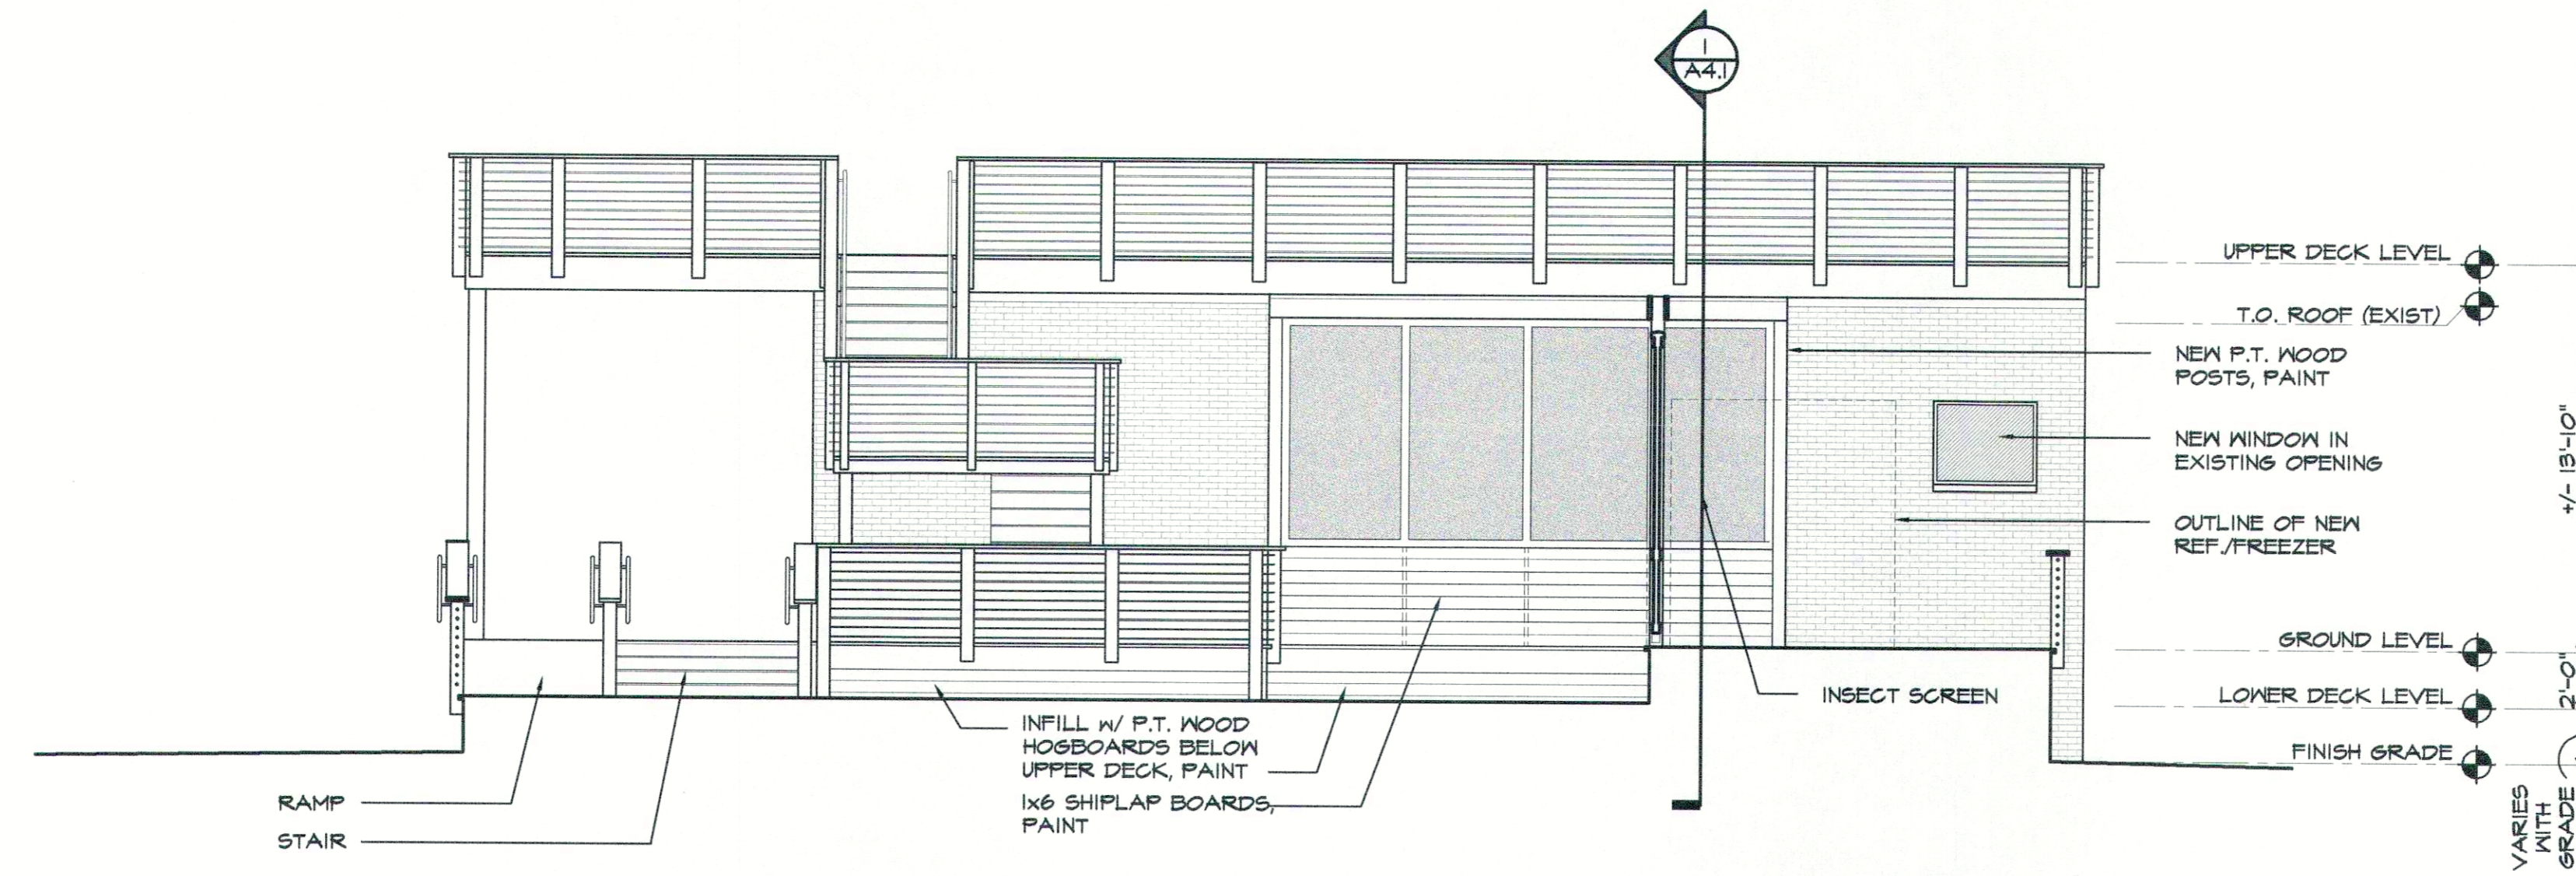 1
A4.1
UPPER DECK LEVEL
T.O. ROOF (EXIST)
NEW P.T. WOOD
POSTS, PAINT
NEW WINDOW IN
EXISTING OPENING
OUTLINE OF NEW
REF./FREEZER
+/- 13'-10"
GROUND LEVEL
LOWER DECK LEVEL
2'-0"
FINISH GRADE
VARIES
WITH
GRADE
INSECT SCREEN
INFILL W/ P.T. WOOD
HOGBOARDS BELOW
UPPER DECK, PAINT
1x6 SHIPLAP BOARDS,
PAINT
RAMP
STAIR